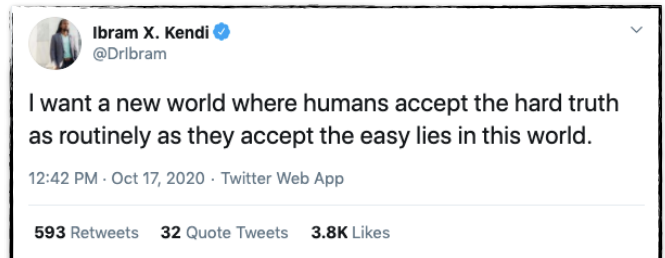 Ibram X. Kendi
@DrIbram
I want a new world where humans accept the hard truth
as routinely as they accept the easy lies in this world.
12:42 PM · Oct 17, 2020 · Twitter Web App
593 Retweets 32 Quote Tweets 3.8K Likes